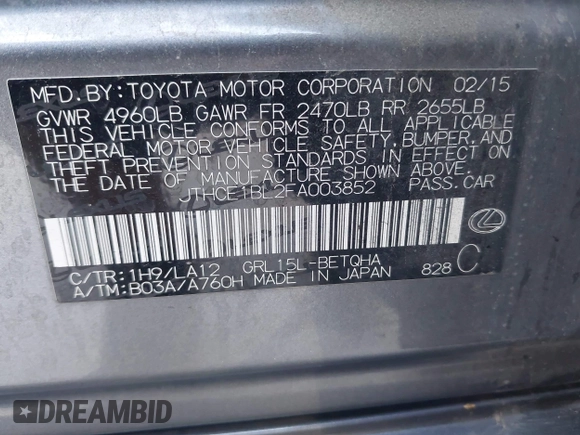 MFD. BY: TOYOTA MOTOR CORPORATION 02/15
GVWR 4960LB GAWR FR 2470LB RR 2655LB
THIS VEHICLE CONFORMS TO ALL APPLICABLE
FEDERAL MOTOR VEHICLE SAFETY, BUMPER, AND
THEFT PREVENTION STANDARDS IN EFFECT ON
THE DATE OF MANUFACTURE SHOWN ABOVE.
JTHCE1BL2FA003852 PASS. CAR
C/TR: 1H9/LA12 GRL15L-BETQHA
A/TM: B03A/A760H MADE IN JAPAN 828 C
DREAMBID